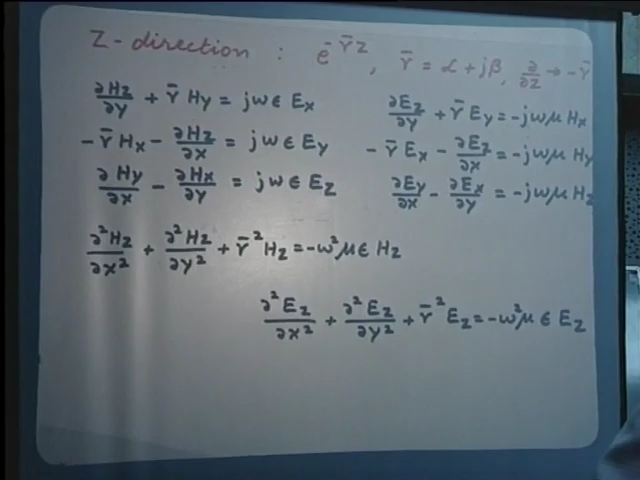 Z-direction : e^-γ̄z, γ̄ = α + jβ, ∂/∂z → -γ̄
∂Hz/∂y + γ̄ Hy = jωε Ex
∂Ez/∂y + γ̄ Ey = -jωμ Hx
-γ̄ Hx - ∂Hz/∂x = jωε Ey
-γ̄ Ex - ∂Ez/∂x = -jωμ Hy
∂Hy/∂x - ∂Hx/∂y = jωε Ez
∂Ey/∂x - ∂Ex/∂y = -jωμ Hz
∂²Hz/∂x² + ∂²Hz/∂y² + γ̄² Hz = -ω²με Hz
∂²Ez/∂x² + ∂²Ez/∂y² + γ̄² Ez = -ω²με Ez